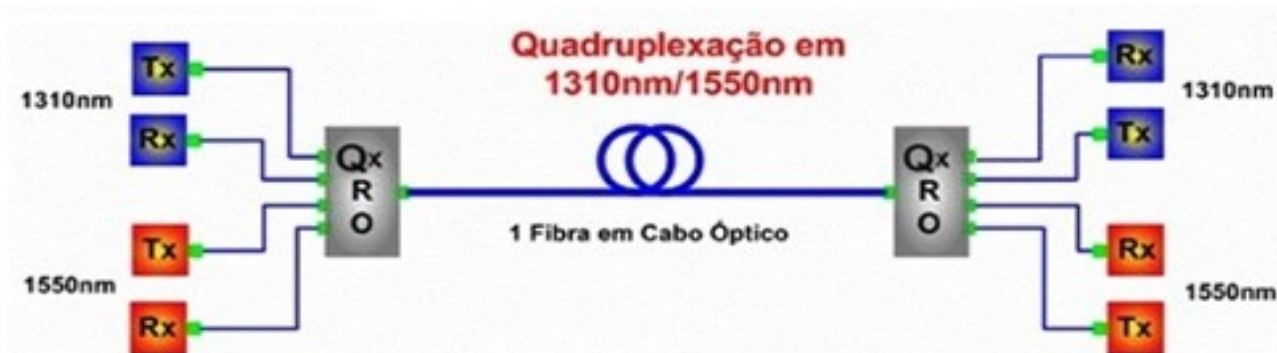 Quadruplexação em
1310nm/1550nm
Tx
1310nm
Rx
Qx
R
O
Tx
1550nm
Rx
1 Fibra em Cabo Óptico
Rx
1310nm
Tx
Qx
R
O
Rx
1550nm
Tx